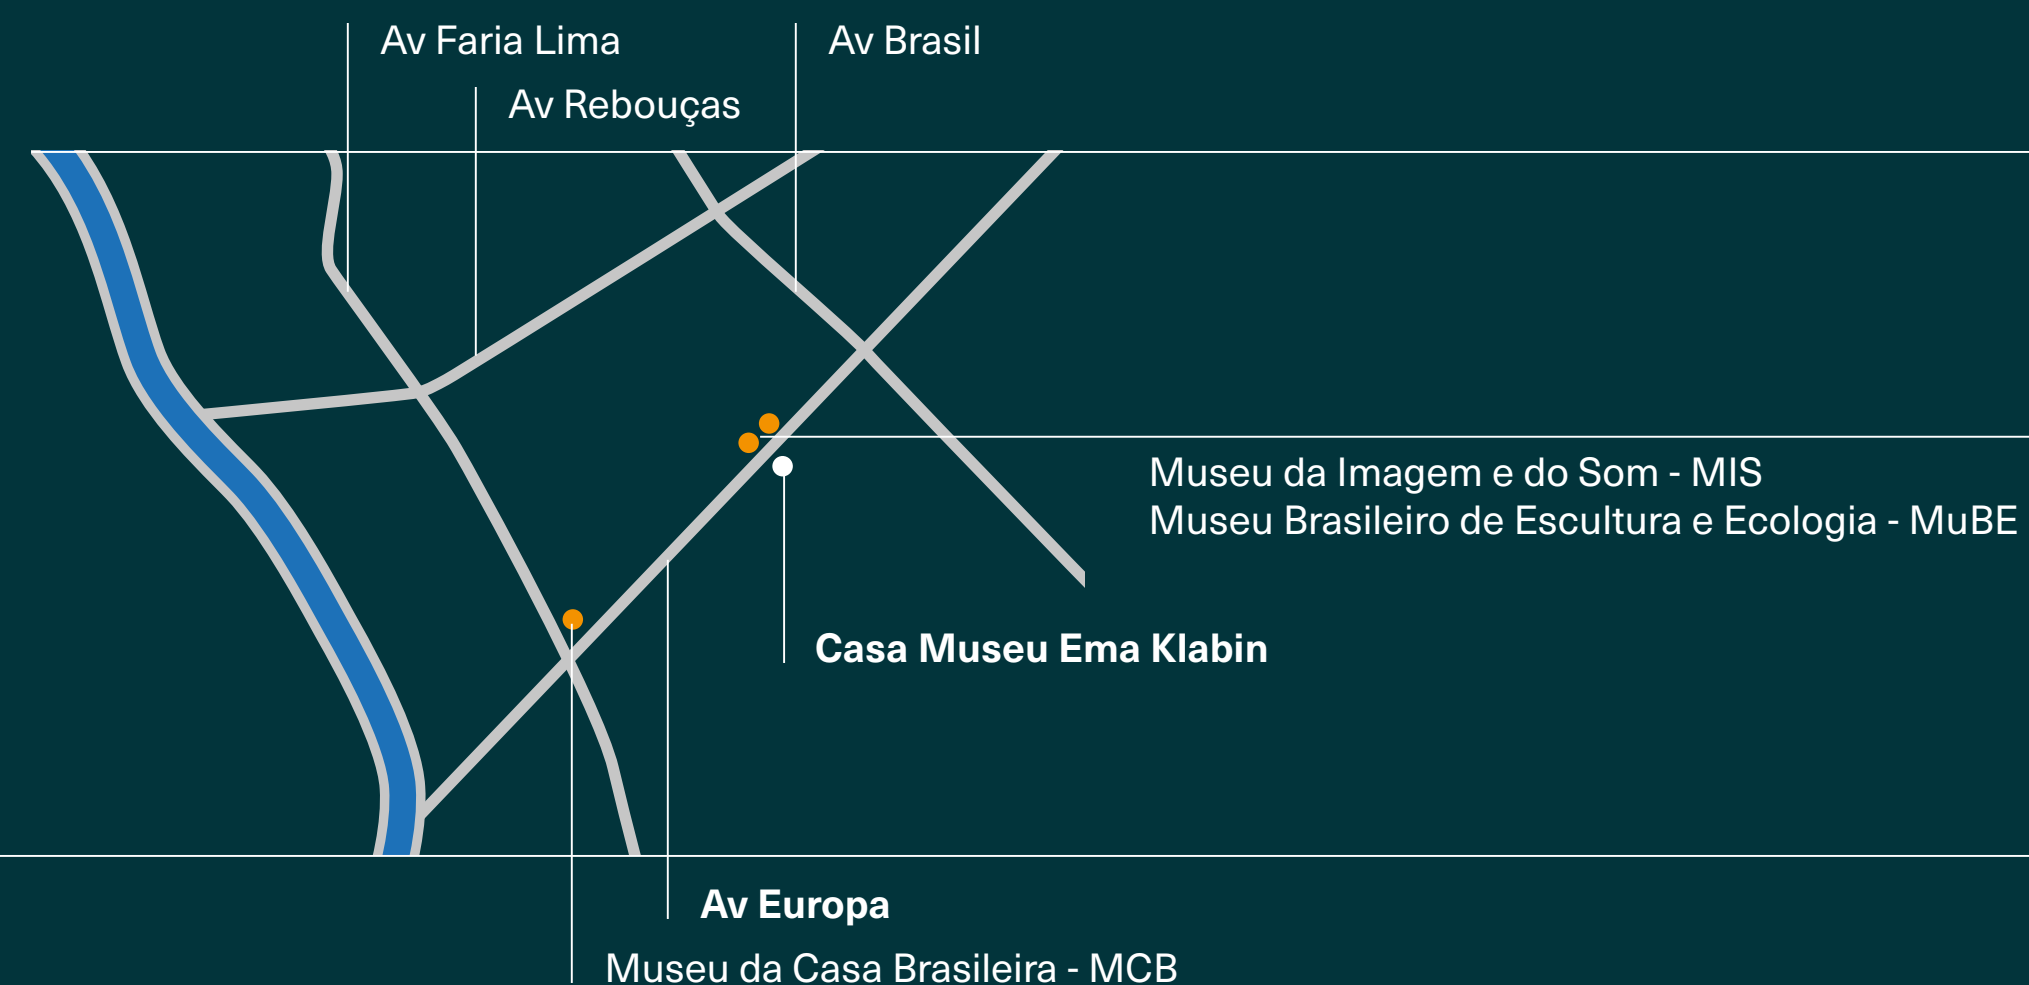 Av Faria Lima
Av Brasil
Av Rebouças
Museu da Imagem e do Som - MIS
Museu Brasileiro de Escultura e Ecologia - MuBE
Casa Museu Ema Klabin
Av Europa
Museu da Casa Brasileira - MCB